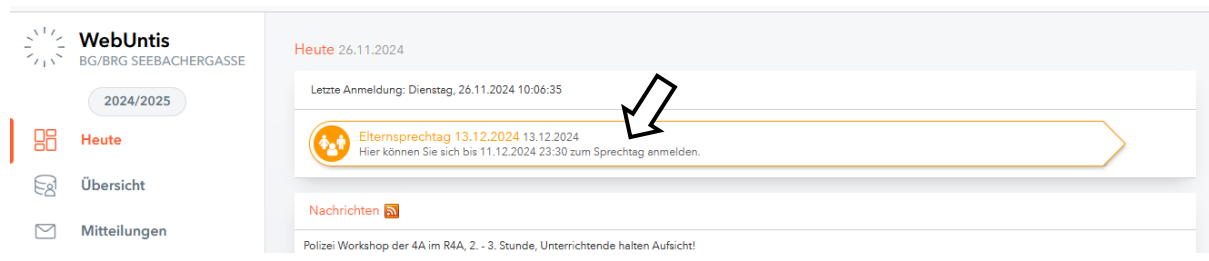 WebUntis
BG/BRG SEEBACHERGASSE
2024/2025
Heute
Übersicht
Mitteilungen
Heute 26.11.2024
Letzte Anmeldung: Dienstag, 26.11.2024 10:06:35
Elternsprechtag 13.12.2024 13.12.2024
Hier können Sie sich bis 11.12.2024 23:30 zum Sprechtag anmelden.
Nachrichten
Polizei Workshop der 4A im R4A, 2. - 3. Stunde, Unterrichtende halten Aufsicht!